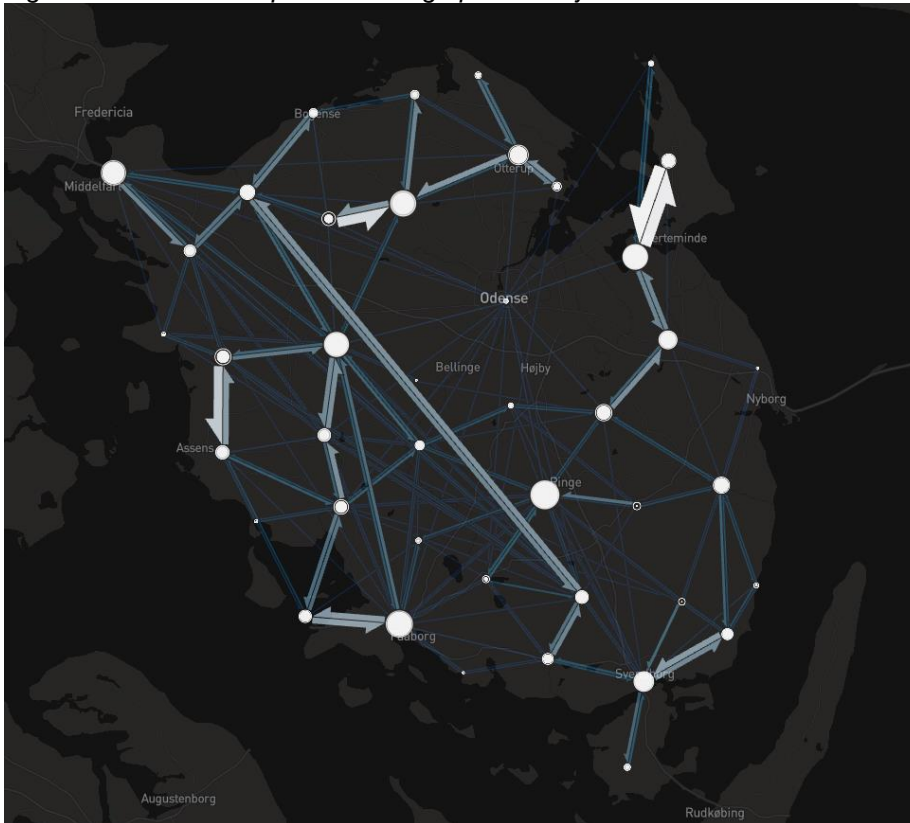 Fredericia
Bogense
Middelfart
Otterup
Kerteminde
Odense
Bellinge
Højby
Nyborg
Assens
Ringe
Faaborg
Svendborg
Augustenborg
Rudkøbing